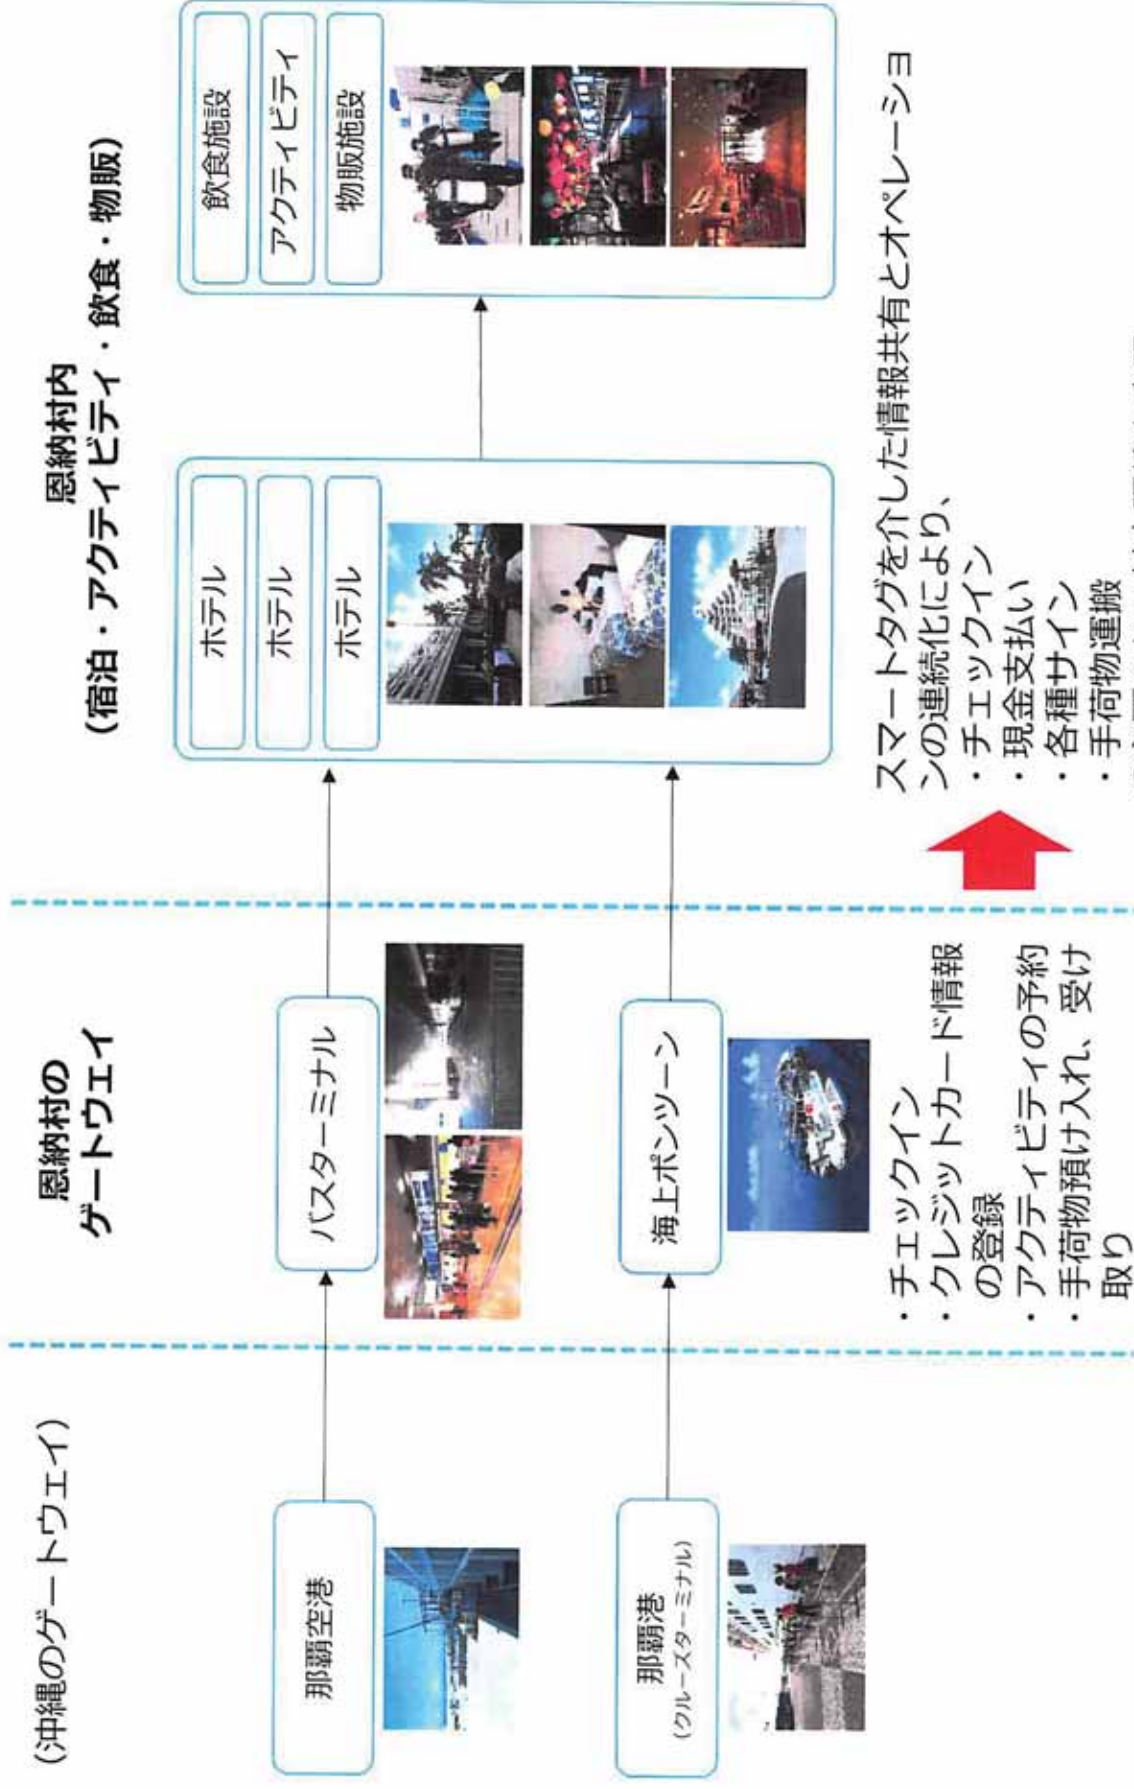 (沖縄のゲートウェイ)
那覇空港
那覇港
(クルーズターミナル)
恩納村の
ゲートウェイ
バスターミナル
海上ポンツーン
・チェックイン
・クレジットカード情報
の登録
・アクティビティの予約
・手荷物預け入れ、受け
取り
恩納村内
(宿泊・アクティビティ・飲食・物販)
ホテル
ホテル
ホテル
飲食施設
アクティビティ
物販施設
スマートタグを介した情報共有とオペレーショ
ンの連続化により、
・チェックイン
・現金支払い
・各種サイン
・手荷物運搬